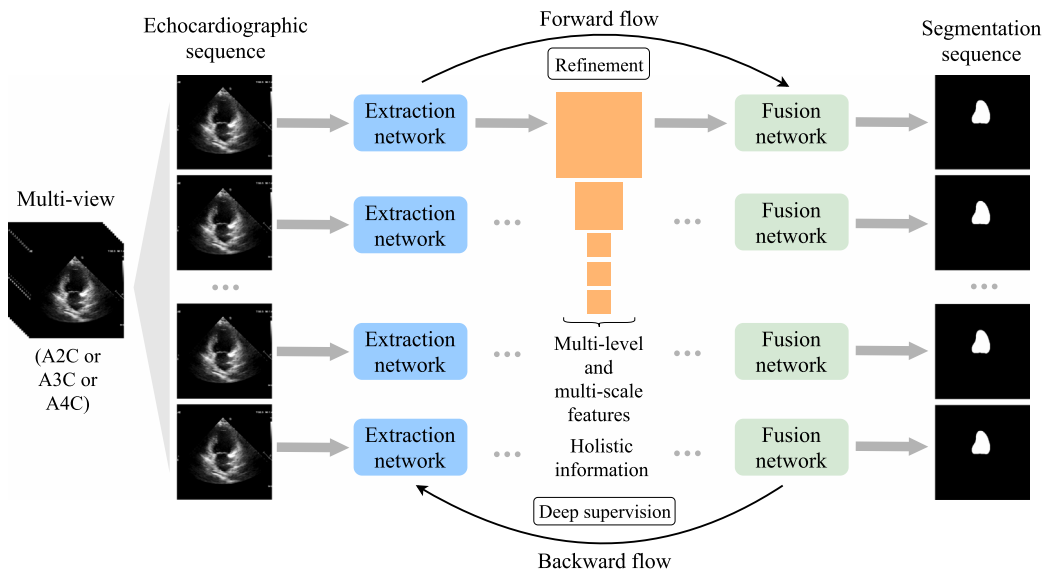 Forward flow
Echocardiographic
sequence
Segmentation
sequence
Refinement
Extraction
network
Fusion
network
Multi-view
Extraction
network
Fusion
network
(A2C or
A3C or
A4C)
Extraction
network
Multi-level
and
multi-scale
features
Fusion
network
Extraction
network
Holistic
information
Fusion
network
Deep supervision
Backward flow